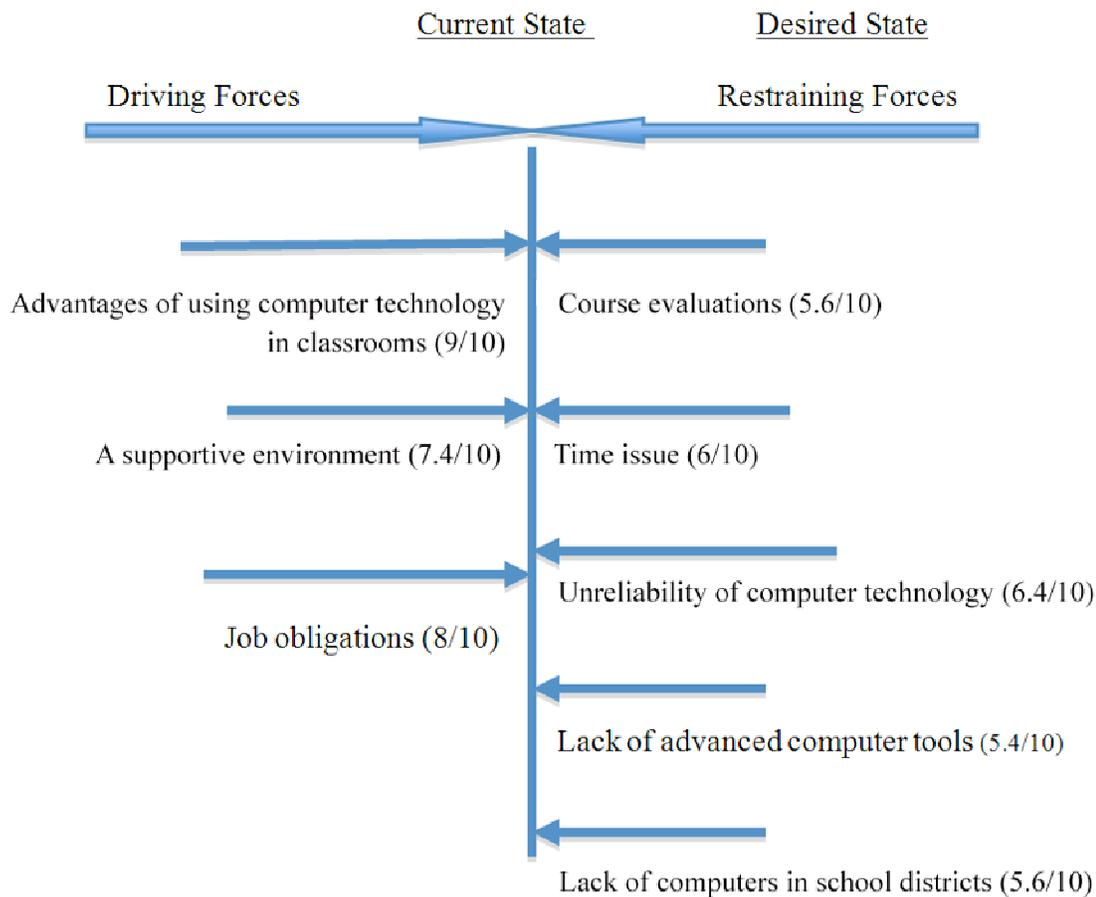 Current State
Desired State
Driving Forces
Restraining Forces
Advantages of using computer technology
in classrooms (9/10)
Course evaluations (5.6/10)
A supportive environment (7.4/10)
Time issue (6/10)
Unreliability of computer technology (6.4/10)
Job obligations (8/10)
Lack of advanced computer tools (5.4/10)
Lack of computers in school districts (5.6/10)